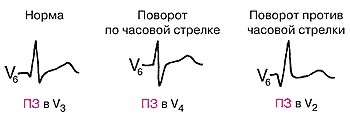 Норма
Поворот
по часовой стрелке
Поворот против
часовой стрелки
V6
V6
V6
ПЗ в V3
ПЗ в V4
ПЗ в V2